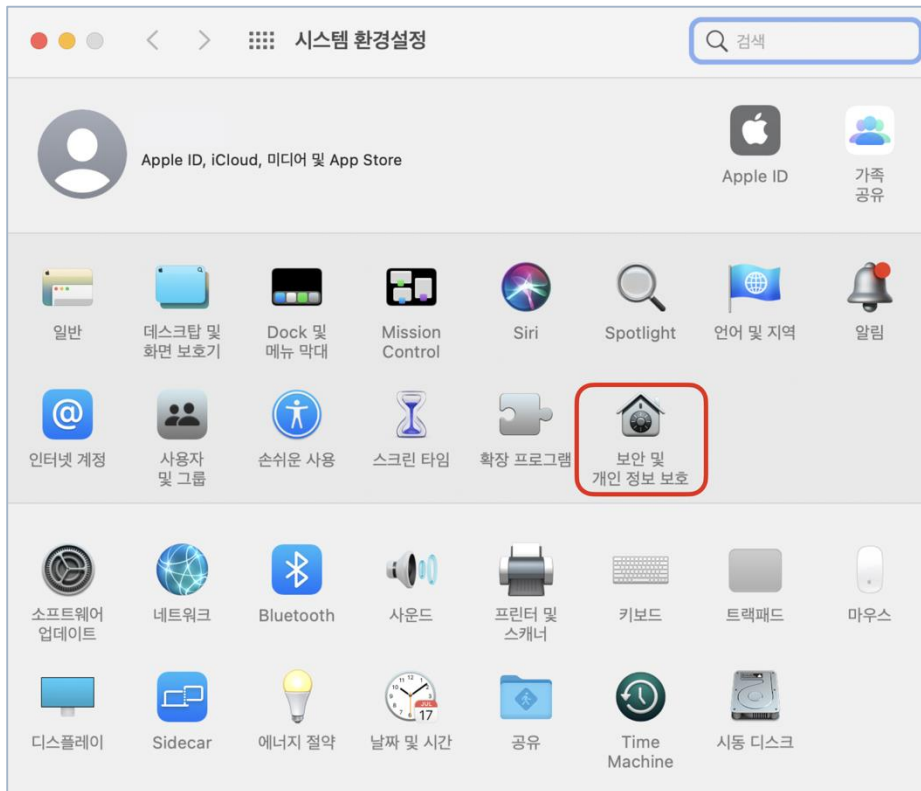 시스템 환경설정
검색
Apple ID, iCloud, 미디어 및 App Store
Apple ID
가족
공유
일반
데스크탑 및
화면 보호기
Dock 및
메뉴 막대
Mission
Control
Siri
Spotlight
언어 및 지역
알림
인터넷 계정
사용자
및 그룹
손쉬운 사용
스크린 타임
확장 프로그램
보안 및
개인 정보 보호
소프트웨어
업데이트
네트워크
Bluetooth
사운드
프린터 및
스캐너
키보드
트랙패드
마우스
디스플레이
Sidecar
에너지 절약
JUL
17
날짜 및 시간
공유
Time
Machine
시동 디스크